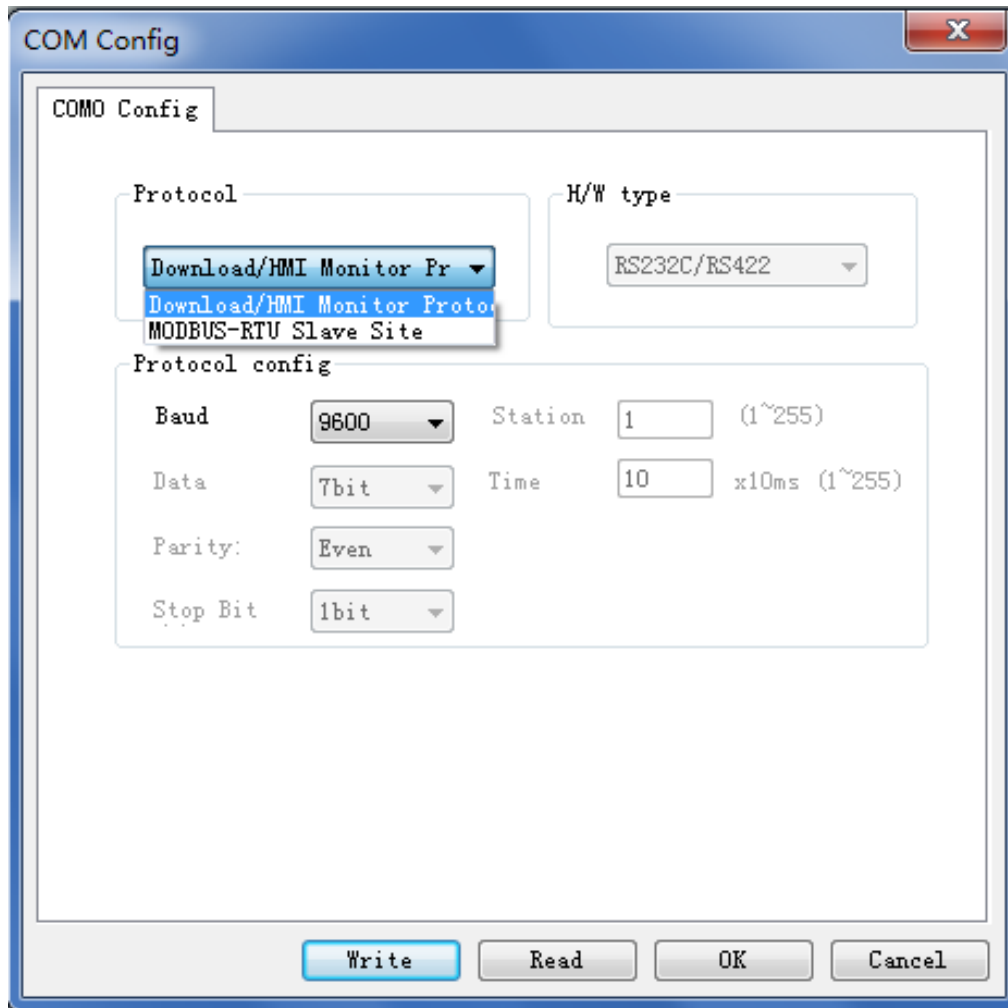 COM Config
COM0 Config
Protocol
H/W type
Download/HMI Monitor Pr
RS232C/RS422
Download/HMI Monitor Proto
MODBUS-RTU Slave Site
Protocol config
Baud 9600 Station 1 (1~255)
Data 7bit Time 10 x10ms (1~255)
Parity: Even
Stop Bit 1bit
Write Read OK Cancel